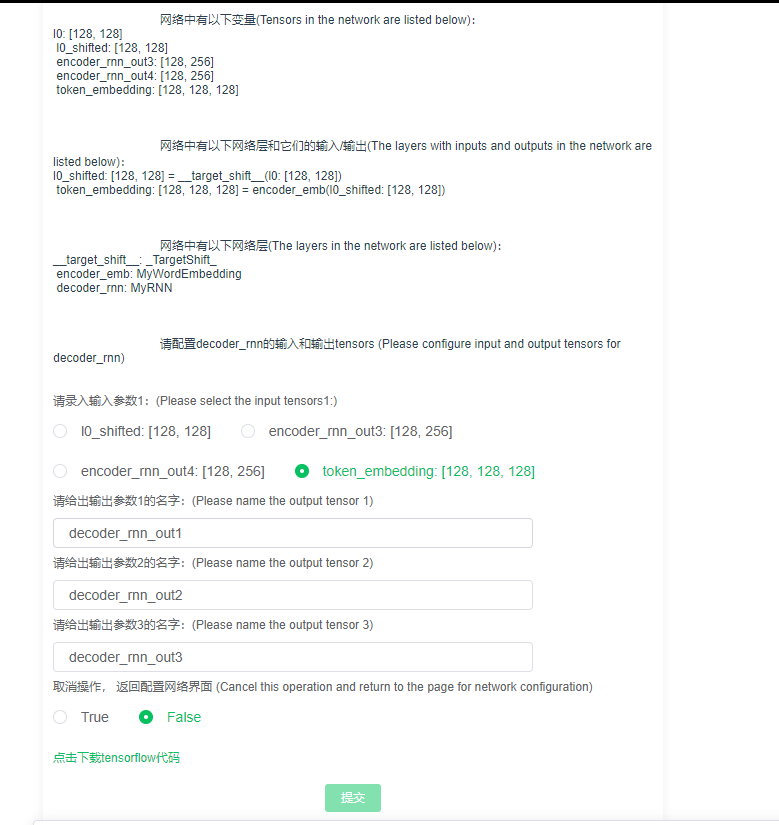 网络中有以下变量(Tensors in the network are listed below)：
l0: [128, 128]
l0_shifted: [128, 128]
encoder_rnn_out3: [128, 256]
encoder_rnn_out4: [128, 256]
token_embedding: [128, 128, 128]
网络中有以下网络层和它们的输入/输出(The layers with inputs and outputs in the network are
listed below)：
l0_shifted: [128, 128] = __target_shift__(l0: [128, 128])
token_embedding: [128, 128, 128] = encoder_emb(l0_shifted: [128, 128])
网络中有以下网络层(The layers in the network are listed below)：
__target_shift__: _TargetShift_
encoder_emb: MyWordEmbedding
decoder_rnn: MyRNN
请配置decoder_rnn的输入和输出tensors (Please configure input and output tensors for
decoder_rnn)
请录入输入参数1：(Please select the input tensors1:)
l0_shifted: [128, 128] encoder_rnn_out3: [128, 256]
encoder_rnn_out4: [128, 256] token_embedding: [128, 128, 128]
请给出输出参数1的名字：(Please name the output tensor 1)
decoder_rnn_out1
请给出输出参数2的名字：(Please name the output tensor 2)
decoder_rnn_out2
请给出输出参数3的名字：(Please name the output tensor 3)
decoder_rnn_out3
取消操作， 返回配置网络界面 (Cancel this operation and return to the page for network configuration)
True False
点击下载tensorflow代码
提交